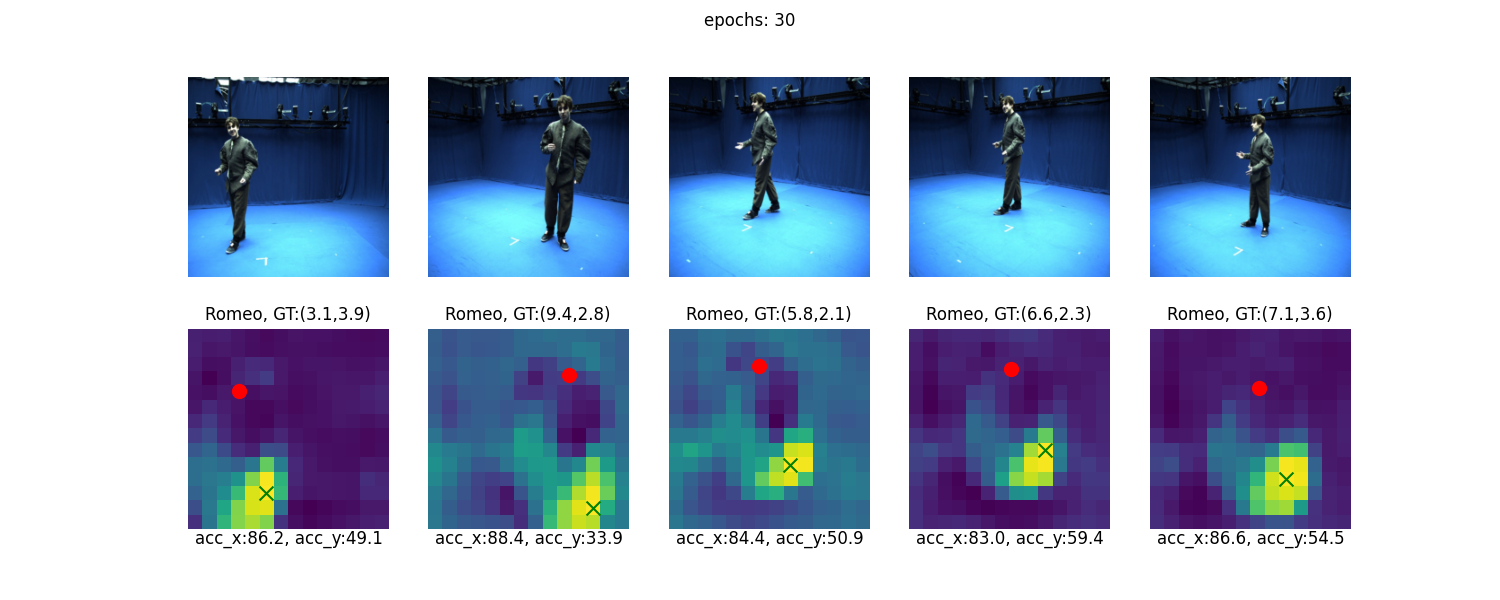 epochs: 30
Romeo, GT:(3.1,3.9)
Romeo, GT:(9.4,2.8)
Romeo, GT:(5.8,2.1)
Romeo, GT:(6.6,2.3)
Romeo, GT:(7.1,3.6)
acc_x:86.2, acc_y:49.1
acc_x:88.4, acc_y:33.9
acc_x:84.4, acc_y:50.9
acc_x:83.0, acc_y:59.4
acc_x:86.6, acc_y:54.5